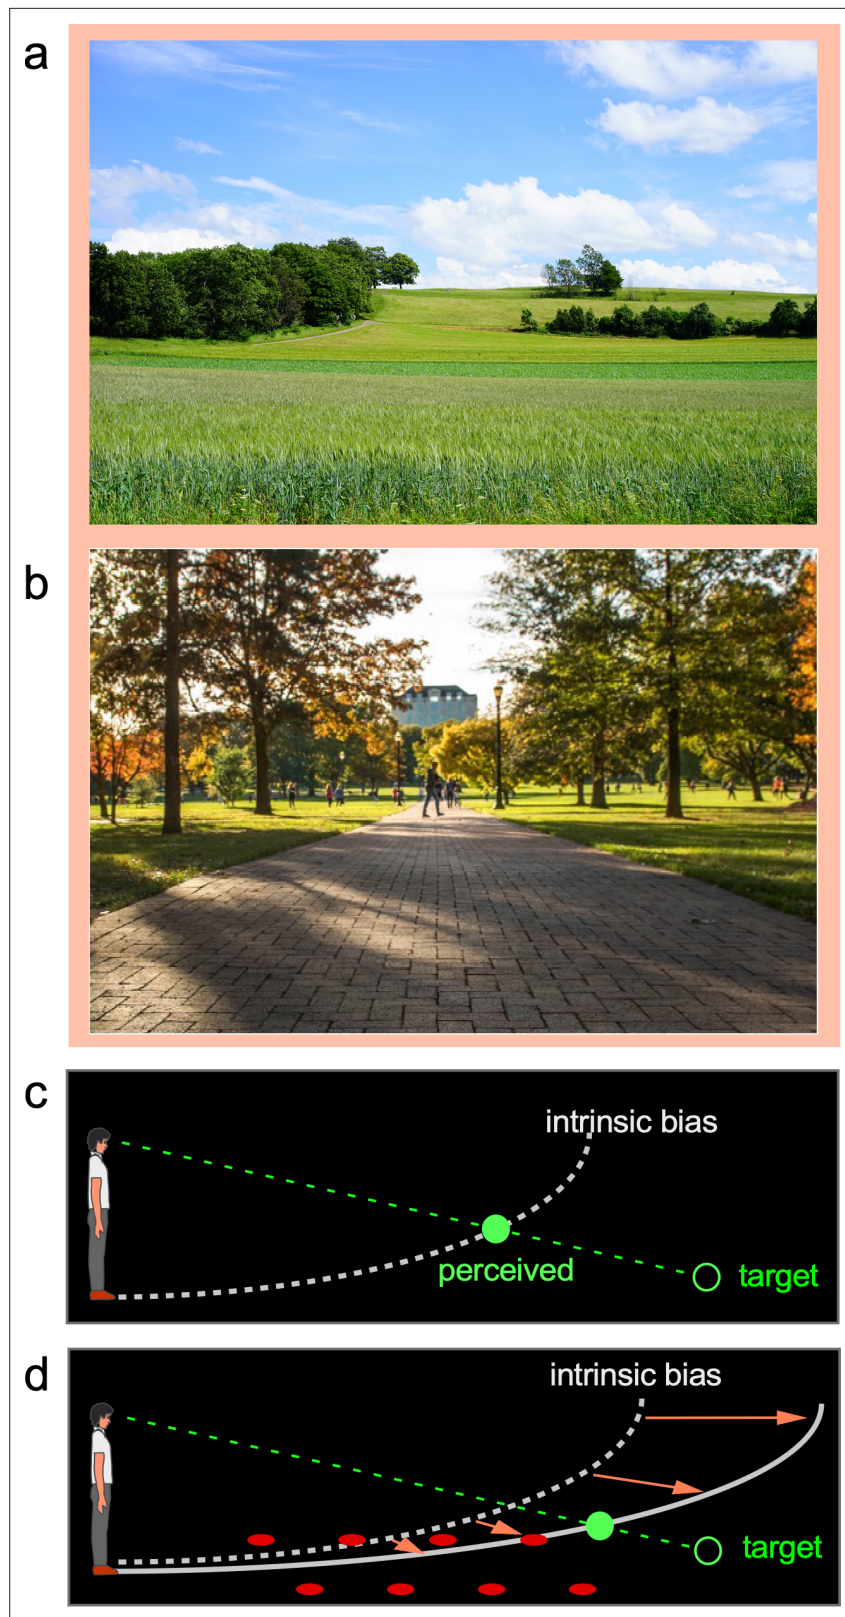 a
b
c
intrinsic bias
perceived
target
d
intrinsic bias
target